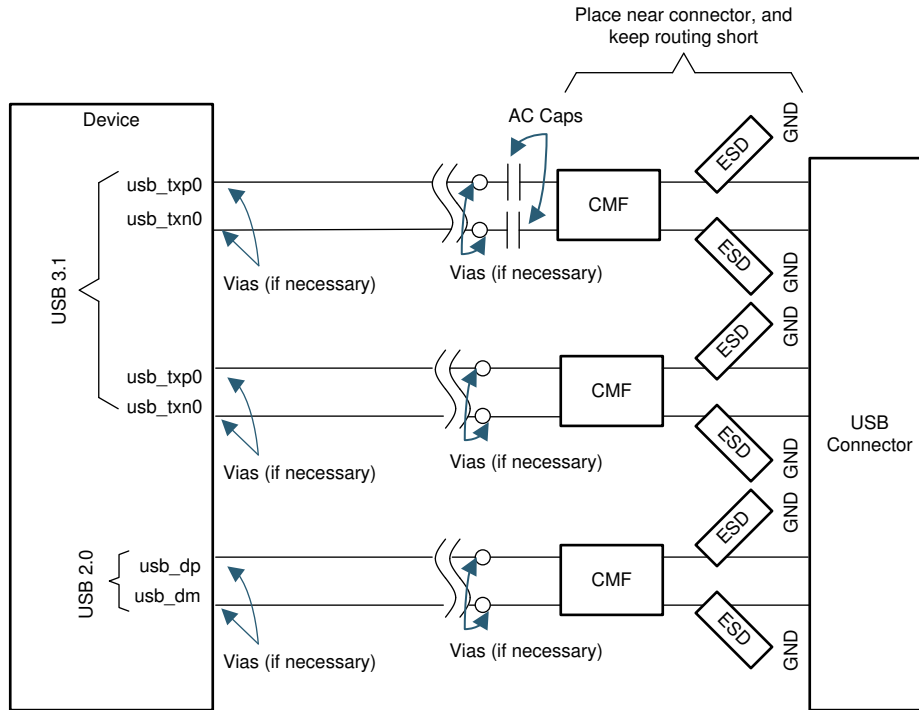 Place near connector, and
keep routing short
Device
AC Caps
ESD
GND
usb_txp0
usb_txn0
CMF
USB 3.1
Vias (if necessary)
Vias (if necessary)
ESD
GND
ESD
GND
usb_txp0
usb_txn0
CMF
Vias (if necessary)
Vias (if necessary)
ESD
GND
USB
Connector
ESD
GND
USB 2.0
usb_dp
usb_dm
CMF
Vias (if necessary)
Vias (if necessary)
ESD
GND